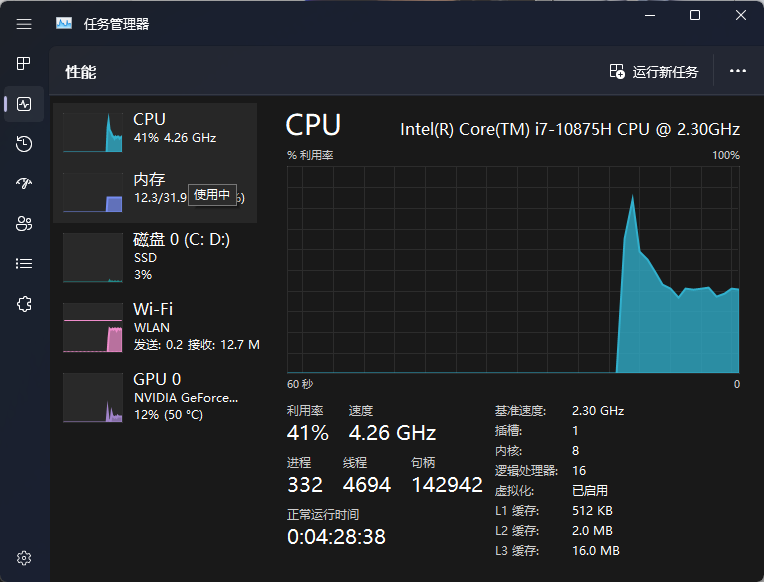 任务管理器
性能
运行新任务
CPU
41% 4.26 GHz
内存
12.3/31.9
使用中
%)
磁盘 0 (C: D:)
SSD
3%
Wi-Fi
WLAN
发送: 0.2 接收: 12.7 M
GPU 0
NVIDIA GeForce...
12% (50 °C)
CPU
Intel(R) Core(TM) i7-10875H CPU @ 2.30GHz
% 利用率
100%
60 秒
0
利用率
速度
41%
4.26 GHz
进程
线程
句柄
332
4694
142942
正常运行时间
0:04:28:38
基准速度:
2.30 GHz
插槽:
1
内核:
8
逻辑处理器:
16
虚拟化:
已启用
L1 缓存:
512 KB
L2 缓存:
2.0 MB
L3 缓存:
16.0 MB